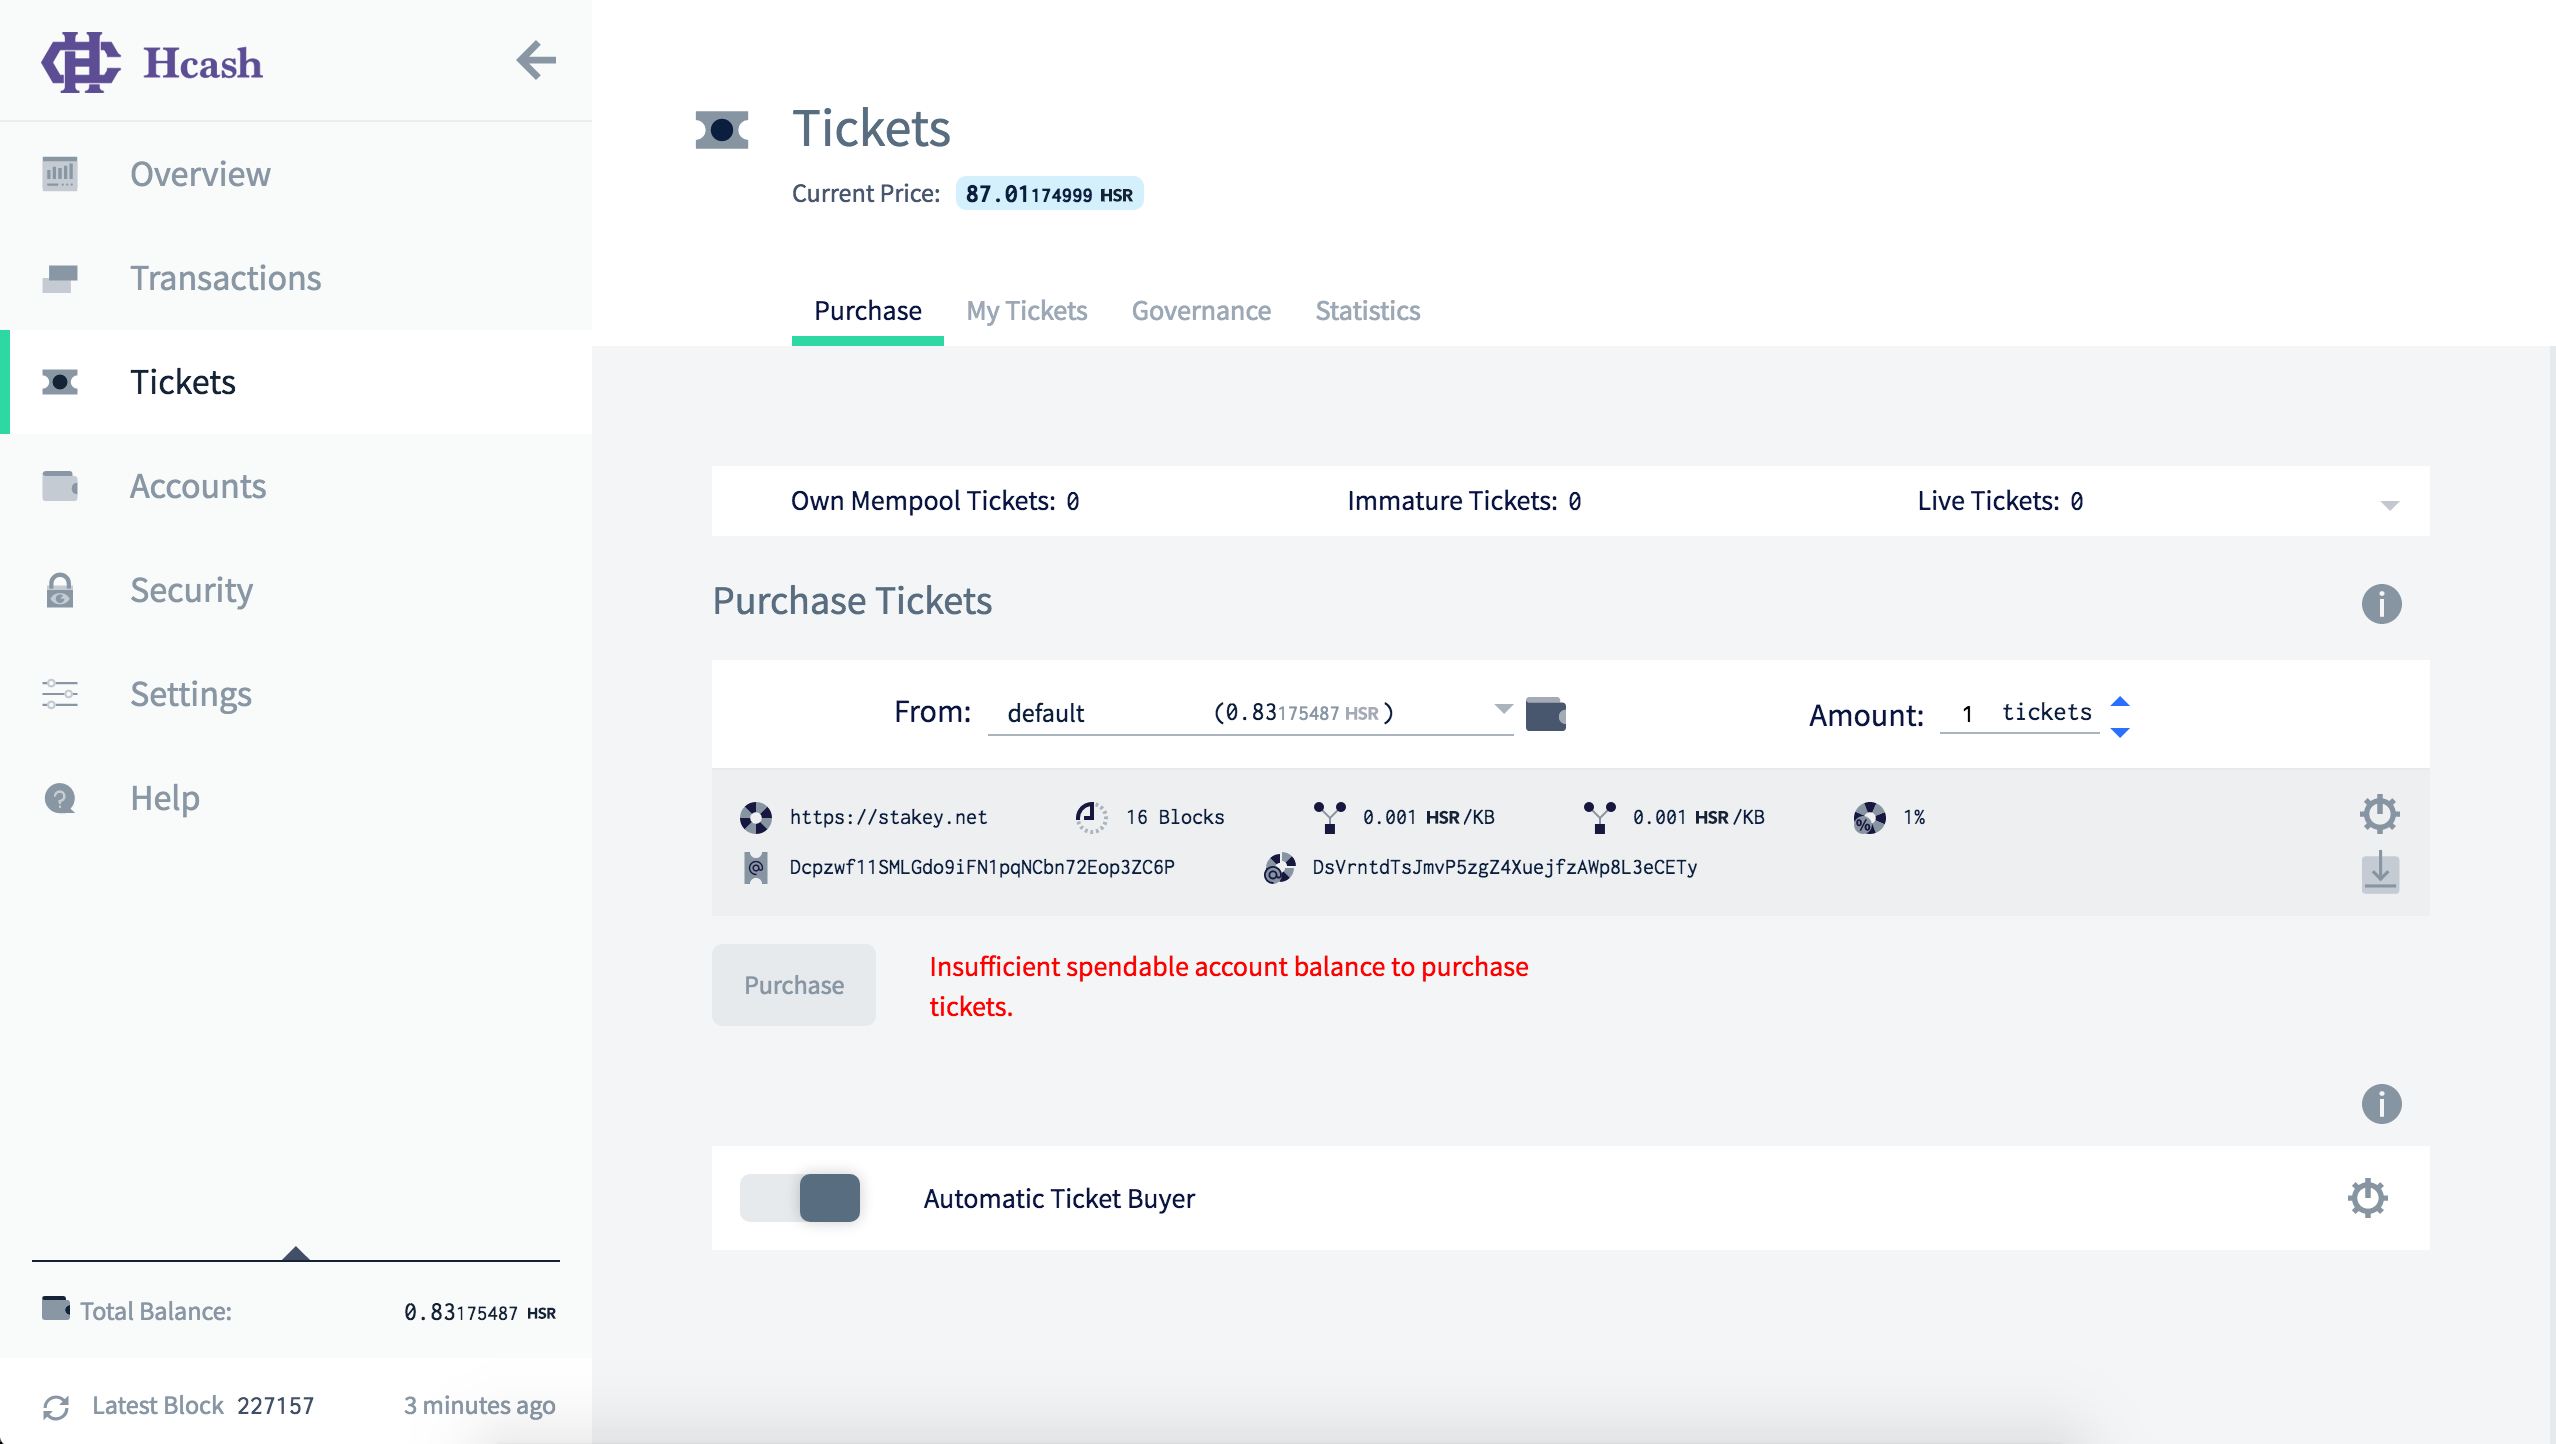 Hcash
Overview
Transactions
Tickets
Accounts
Security
Settings
Help
Total Balance: 0.83175487 HSR
Latest Block 227157 3 minutes ago
Tickets
Current Price: 87.01174999 HSR
Purchase My Tickets Governance Statistics
Own Mempool Tickets: 0 Immature Tickets: 0 Live Tickets: 0
Purchase Tickets
From: default (0.83175487 HSR) Amount: 1 tickets
https://stakey.net 16 Blocks 0.001 HSR/KB 0.001 HSR/KB 1%
Dcpzwf11SMLGdo9iFN1pqNCbn72Eop3ZC6P DsVrntdTsJmvP5zgZ4XuejfzAWp8L3eCETy
Purchase
Insufficient spendable account balance to purchase
tickets.
Automatic Ticket Buyer